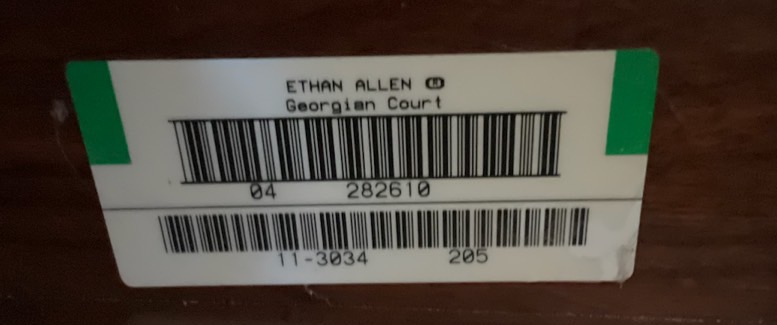 ETHAN ALLEN
Georgian Court
04 282610
11-3034 205